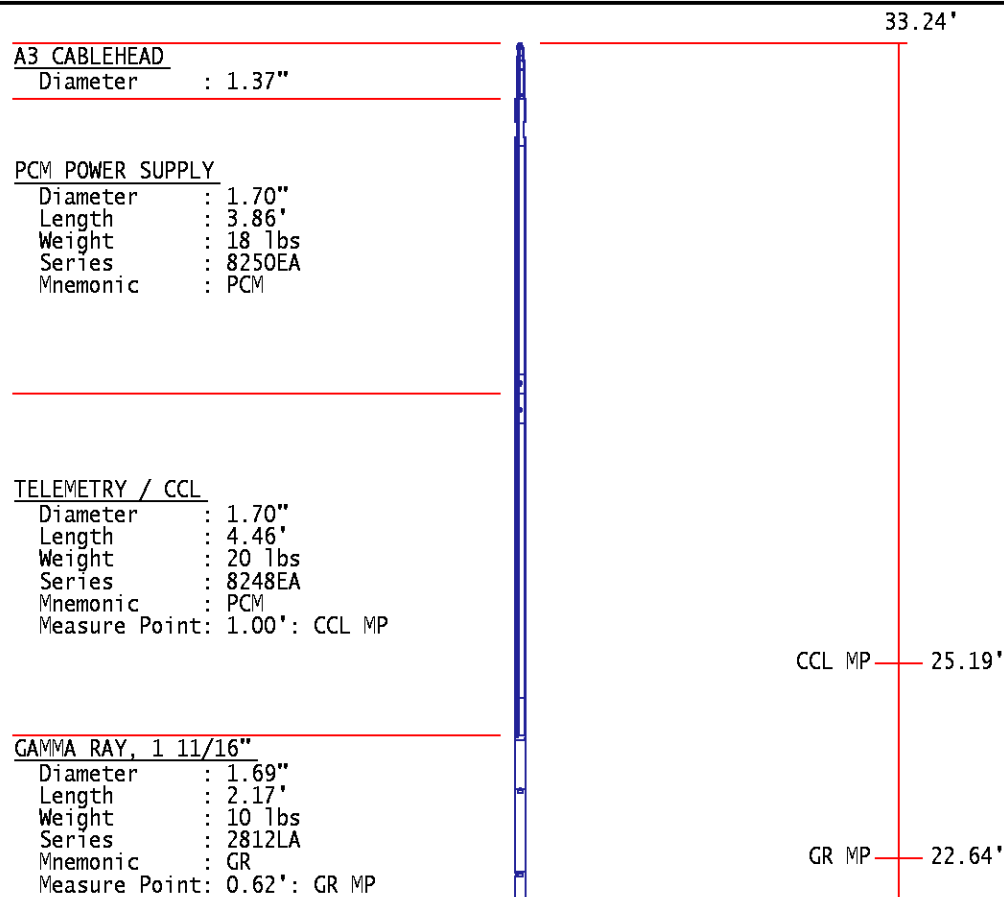 33.24'
A3 CABLEHEAD
Diameter : 1.37"
PCM POWER SUPPLY
Diameter : 1.70"
Length : 3.86'
Weight : 18 lbs
Series : 8250EA
Mnemonic : PCM
TELEMETRY / CCL
Diameter : 1.70"
Length : 4.46'
Weight : 20 lbs
Series : 8248EA
Mnemonic : PCM
Measure Point: 1.00': CCL MP
CCL MP 25.19'
GAMMA RAY, 1 11/16"
Diameter : 1.69"
Length : 2.17'
Weight : 10 lbs
Series : 2812LA
Mnemonic : GR
Measure Point: 0.62': GR MP
GR MP 22.64'